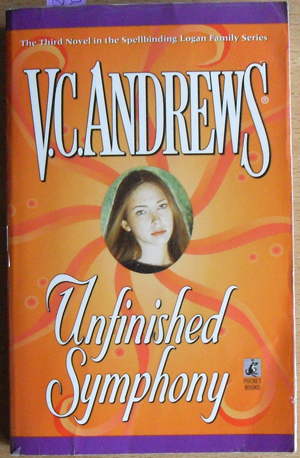 The Third Novel in the Spellbinding Logan Family Series
V.C. ANDREWS®
Unfinished
Symphony
POCKET
BOOKS